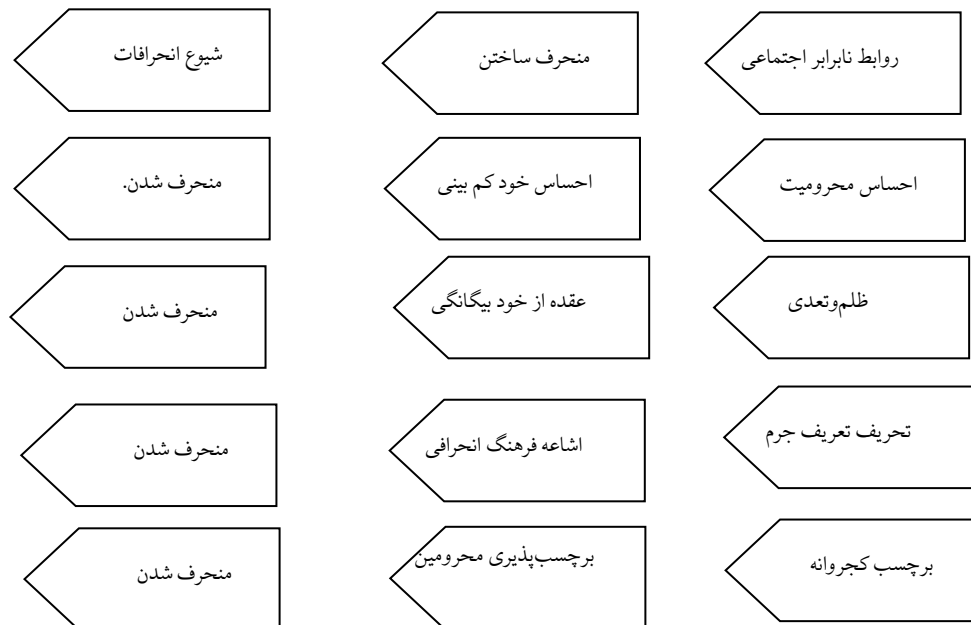 روابط نابرابر اجتماعی
منحرف ساختن
شیوع انحرافات
احساس محرومیت
احساس خود کم بینی
منحرف شدن.
ظلم‌وتعدی
عقده از خود بیگانگی
منحرف شدن
تحریف تعریف جرم
اشاعه فرهنگ انحرافی
منحرف شدن
برچسب کجروانه
برچسب‌پذیری محرومین
منحرف شدن